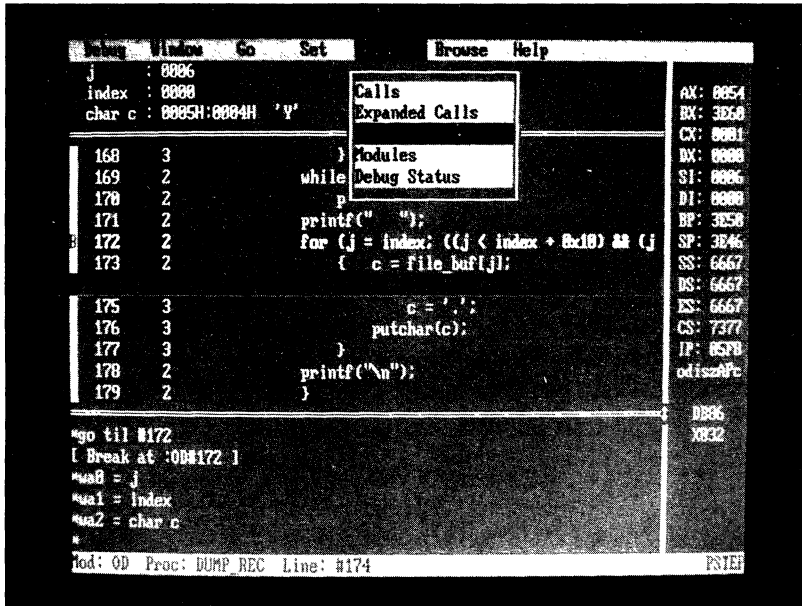 Debug Window Go Set Browse Help
j : 0006
index : 0000
char c : 0005H:0004H 'Y'
Calls
Expanded Calls
Modules
Debug Status
168 3 }
169 2 while
170 2 p
171 2 printf(" ");
172 2 for (j = index; ((j < index + 0x10) && (j
173 2 { c = file_buf[j];
175 3 c = '.';
176 3 putchar(c);
177 3 }
178 2 printf("\n");
179 2 }
*go til #172
[ Break at :OD#172 ]
*wa0 = j
*wa1 = index
*wa2 = char c
*
AX: 0054
BX: 3E60
CX: 0001
DX: 0000
SI: 0006
DI: 0000
BP: 3E50
SP: 3E46
SS: 6667
DS: 6667
ES: 6667
CS: 7377
IP: 05FB
odiszAPc
DB86
X032
Mod: OD Proc: DUMP_REC Line: #174 PSTEP